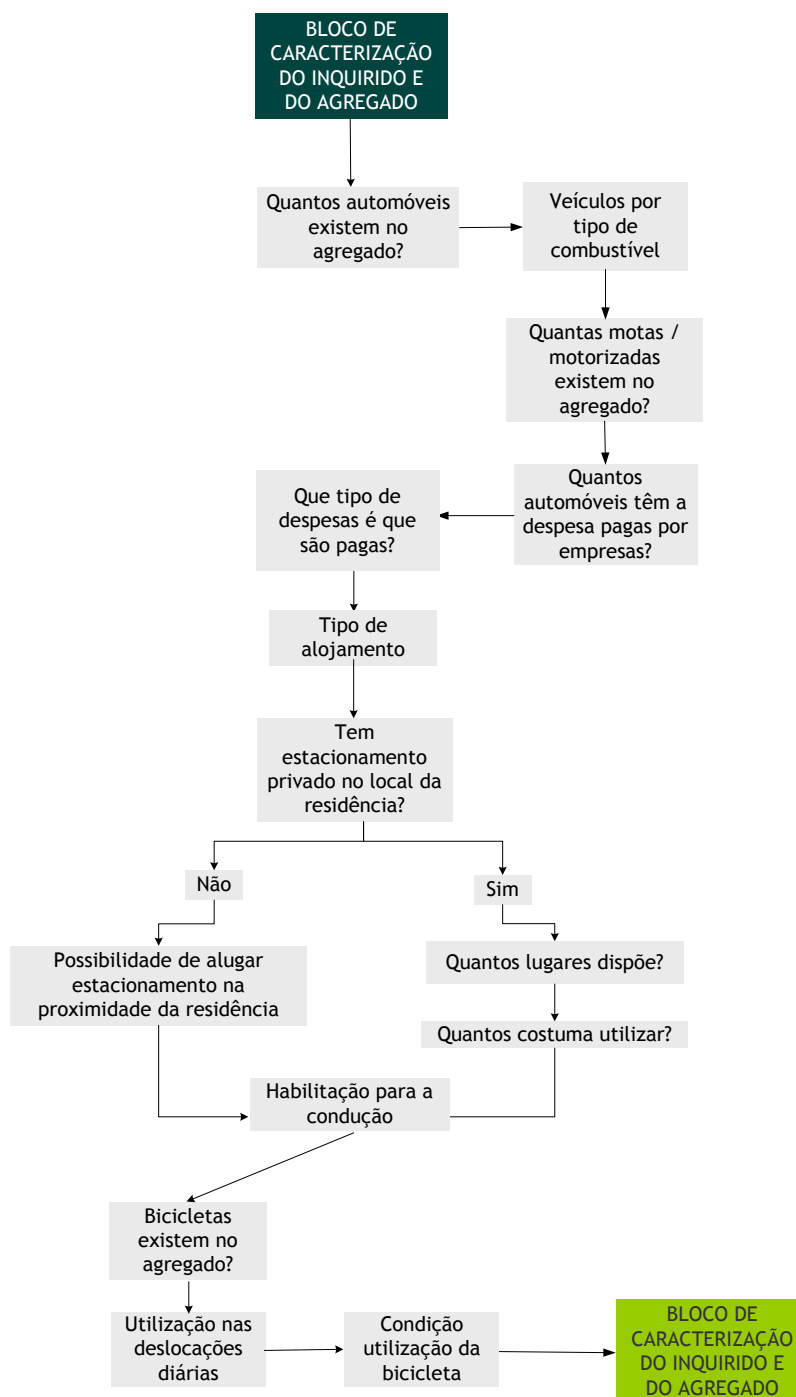 BLOCO DE
CARACTERIZAÇÃO
DO INQUIRIDO E
DO AGREGADO
Quantos automóveis
existem no
agregado?
Veículos por
tipo de
combustível
Quantas motas /
motorizadas
existem no
agregado?
Quantos
automóveis têm a
despesa pagas por
empresas?
Que tipo de
despesas é que
são pagas?
Tipo de
alojamento
Tem
estacionamento
privado no local da
residência?
Não
Sim
Possibilidade de alugar
estacionamento na
proximidade da residência
Quantos lugares dispõe?
Quantos costuma utilizar?
Habilitação para a
condução
Bicicletas
existem no
agregado?
Utilização nas
deslocações
diárias
Condição
utilização da
bicicleta
BLOCO DE
CARACTERIZAÇÃO
DO INQUIRIDO E
DO AGREGADO